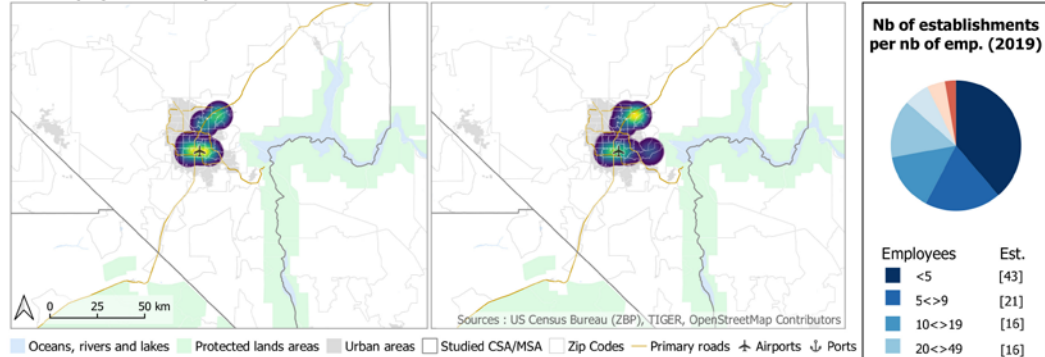 Nb of establishments
per nb of emp. (2019)
0 25 50 km
Sources : US Census Bureau (ZBP), TIGER, OpenStreetMap Contributors
Oceans, rivers and lakes Protected lands areas Urban areas Studied CSA/MSA Zip Codes Primary roads Airports Ports
Employees Est.
<5 [43]
5<>9 [21]
10<>19 [16]
20<>49 [16]